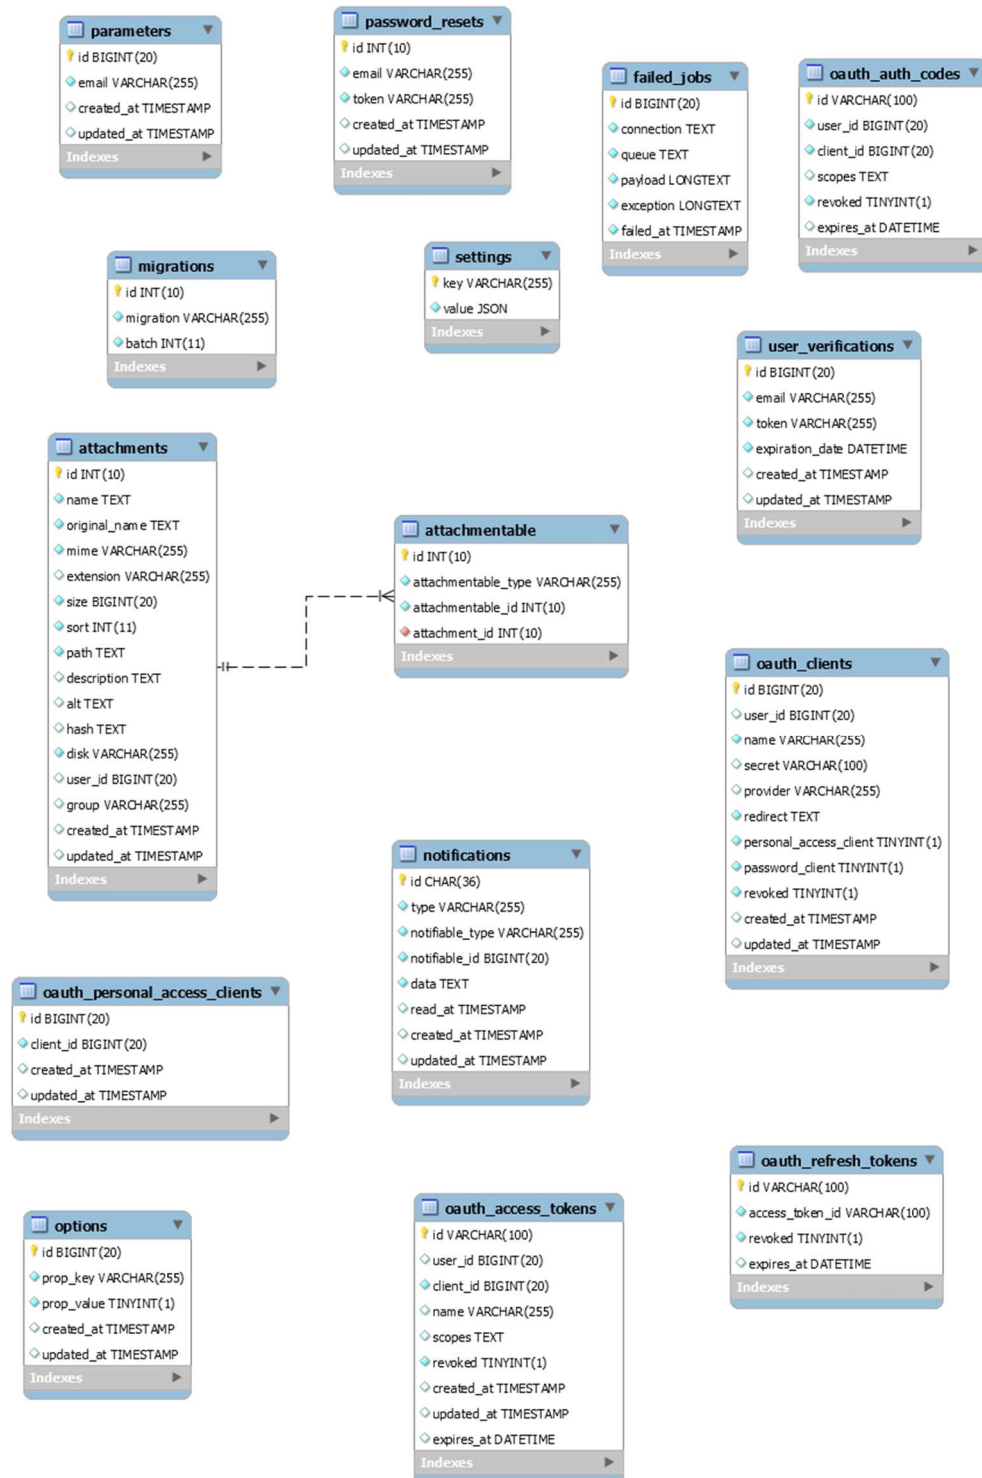 parameters
id BIGINT(20)
email VARCHAR(255)
created_at TIMESTAMP
updated_at TIMESTAMP
Indexes
password_resets
id INT(10)
email VARCHAR(255)
token VARCHAR(255)
created_at TIMESTAMP
updated_at TIMESTAMP
Indexes
failed_jobs
id BIGINT(20)
connection TEXT
queue TEXT
payload LONGTEXT
exception LONGTEXT
failed_at TIMESTAMP
Indexes
oauth_auth_codes
id VARCHAR(100)
user_id BIGINT(20)
client_id BIGINT(20)
scopes TEXT
revoked TINYINT(1)
expires_at DATETIME
Indexes
migrations
id INT(10)
migration VARCHAR(255)
batch INT(11)
Indexes
settings
key VARCHAR(255)
value JSON
Indexes
user_verifications
id BIGINT(20)
email VARCHAR(255)
token VARCHAR(255)
expiration_date DATETIME
created_at TIMESTAMP
updated_at TIMESTAMP
Indexes
attachments
id INT(10)
name TEXT
original_name TEXT
mime VARCHAR(255)
extension VARCHAR(255)
size BIGINT(20)
sort INT(11)
path TEXT
description TEXT
alt TEXT
hash TEXT
disk VARCHAR(255)
user_id BIGINT(20)
group VARCHAR(255)
created_at TIMESTAMP
updated_at TIMESTAMP
Indexes
attachmentable
id INT(10)
attachmentable_type VARCHAR(255)
attachmentable_id INT(10)
attachment_id INT(10)
Indexes
oauth_clients
id BIGINT(20)
user_id BIGINT(20)
name VARCHAR(255)
secret VARCHAR(100)
provider VARCHAR(255)
redirect TEXT
personal_access_client TINYINT(1)
password_client TINYINT(1)
revoked TINYINT(1)
created_at TIMESTAMP
updated_at TIMESTAMP
Indexes
notifications
id CHAR(36)
type VARCHAR(255)
notifiable_type VARCHAR(255)
notifiable_id BIGINT(20)
data TEXT
read_at TIMESTAMP
created_at TIMESTAMP
updated_at TIMESTAMP
Indexes
oauth_personal_access_clients
id BIGINT(20)
client_id BIGINT(20)
created_at TIMESTAMP
updated_at TIMESTAMP
Indexes
oauth_refresh_tokens
id VARCHAR(100)
access_token_id VARCHAR(100)
revoked TINYINT(1)
expires_at DATETIME
Indexes
options
id BIGINT(20)
prop_key VARCHAR(255)
prop_value TINYINT(1)
created_at TIMESTAMP
updated_at TIMESTAMP
Indexes
oauth_access_tokens
id VARCHAR(100)
user_id BIGINT(20)
client_id BIGINT(20)
name VARCHAR(255)
scopes TEXT
revoked TINYINT(1)
created_at TIMESTAMP
updated_at TIMESTAMP
expires_at DATETIME
Indexes